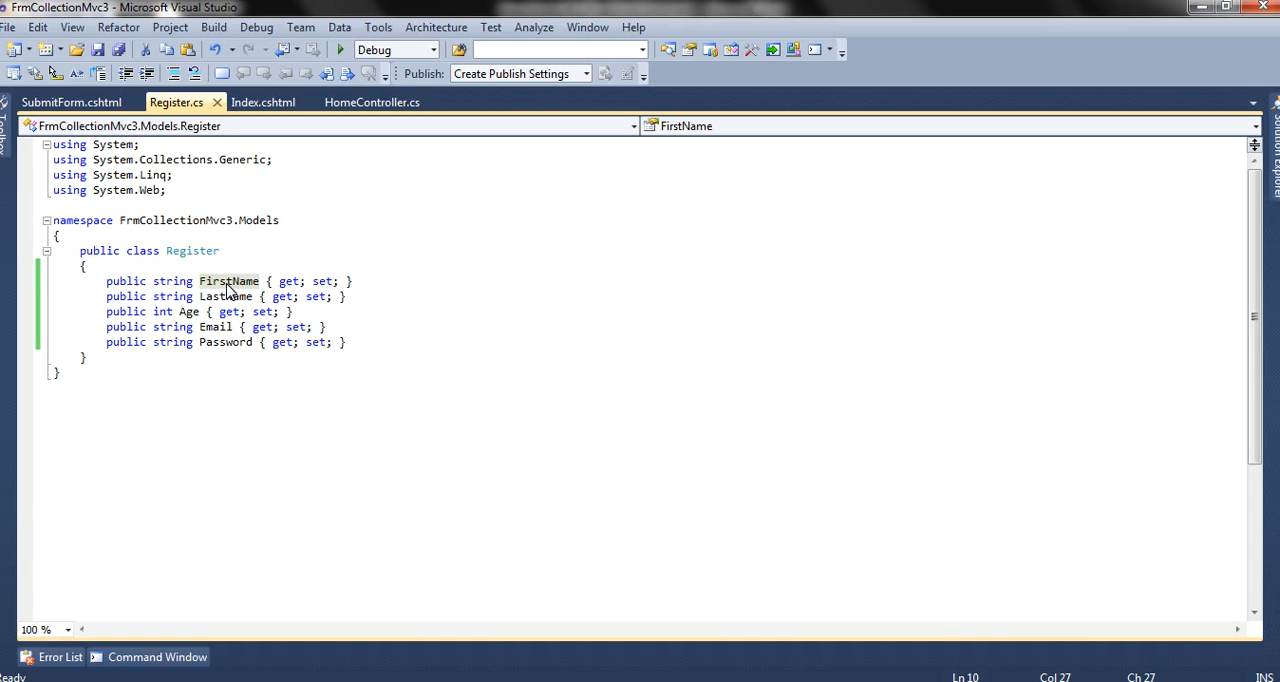 FrmCollectionMvc3 - Microsoft Visual Studio
File Edit View Refactor Project Build Debug Team Data Tools Architecture Test Analyze Window Help
Debug
Publish: Create Publish Settings
SubmitForm.cshtml Register.cs Index.cshtml HomeController.cs
FrmCollectionMvc3.Models.Register FirstName
using System;
using System.Collections.Generic;
using System.Linq;
using System.Web;
namespace FrmCollectionMvc3.Models
{
public class Register
{
public string FirstName { get; set; }
public string LastName { get; set; }
public int Age { get; set; }
public string Email { get; set; }
public string Password { get; set; }
}
}
100 %
Error List Command Window
Ready Ln 10 Col 27 Ch 27 INS
Toolbox
Solution Explorer